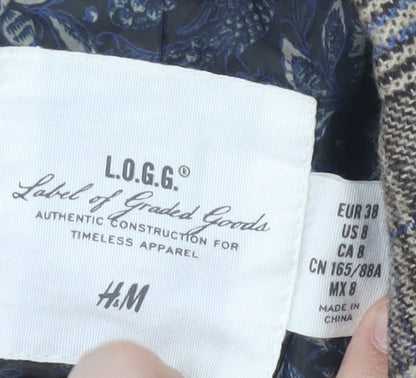 L.O.G.G.®
Label of Graded Goods
AUTHENTIC CONSTRUCTION FOR
TIMELESS APPAREL
H&M
EUR 38
US 8
CA 8
CN 165/88A
MX 8
MADE IN
CHINA